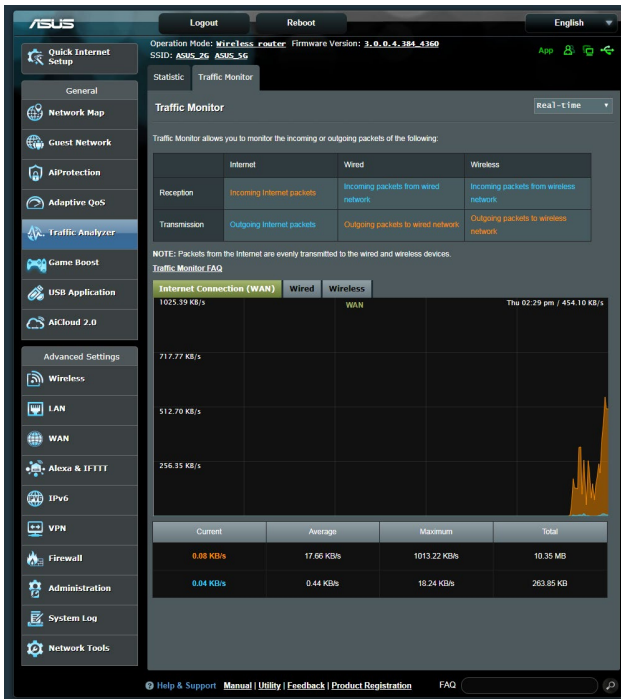 ASUS
Logout
Reboot
English
Operation Mode: Wireless router Firmware Version: 3.0.0.4.384_4360
SSID: ASUS_2G ASUS_5G
App
Quick Internet
Setup
General
Network Map
Guest Network
AiProtection
Adaptive QoS
Traffic Analyzer
Game Boost
USB Application
AiCloud 2.0
Advanced Settings
Wireless
LAN
WAN
Alexa & IFTTT
IPv6
VPN
Firewall
Administration
System Log
Network Tools
Statistic Traffic Monitor
Traffic Monitor
Real-time
Traffic Monitor allows you to monitor the incoming or outgoing packets of the following:
Internet Wired Wireless
Reception Incoming Internet packets Incoming packets from wired network Incoming packets from wireless network
Transmission Outgoing Internet packets Outgoing packets to wired network Outgoing packets to wireless network
NOTE: Packets from the Internet are evenly transmitted to the wired and wireless devices.
Traffic Monitor FAQ
Internet Connection (WAN) Wired Wireless
1025.39 KB/s WAN Thu 02:29 pm / 454.10 KB/s
717.77 KB/s
512.70 KB/s
256.35 KB/s
Current Average Maximum Total
0.08 KB/s 17.66 KB/s 1013.22 KB/s 10.35 MB
0.04 KB/s 0.44 KB/s 18.24 KB/s 263.85 KB
Help & Support Manual | Utility | Feedback | Product Registration FAQ